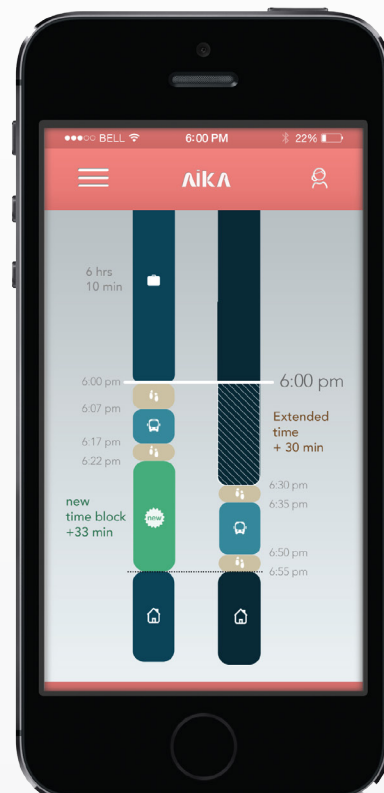 ●●●○○ BELL 6:00 PM 22%
AiKA
6 hrs
10 min
6:00 pm
6:00 pm
6:07 pm
Extended
time
+ 30 min
6:17 pm
6:22 pm
6:30 pm
6:35 pm
new
time block
+33 min
new
6:50 pm
6:55 pm